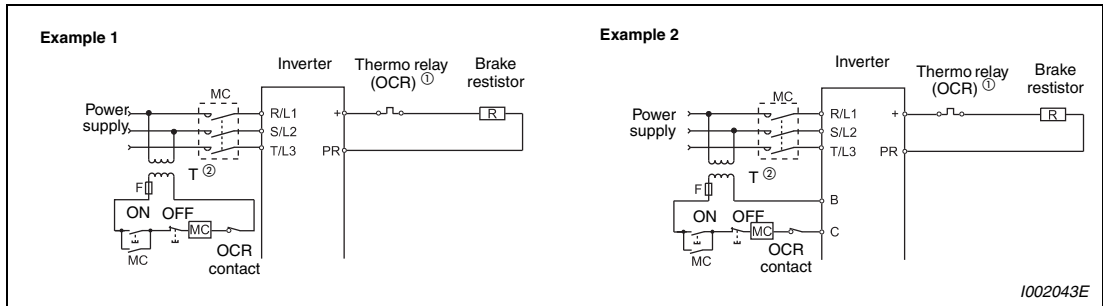 Example 1
Inverter
Thermo relay
(OCR) ①
Brake
restistor
MC
Power
supply
R/L1
S/L2
T/L3
+
PR
R
T ②
F
ON
OFF
MC
MC
OCR
contact
Example 2
Inverter
Thermo relay
(OCR) ①
Brake
restistor
MC
Power
supply
R/L1
S/L2
T/L3
+
PR
R
T ②
F
B
ON
OFF
MC
C
MC
OCR
contact
I002043E